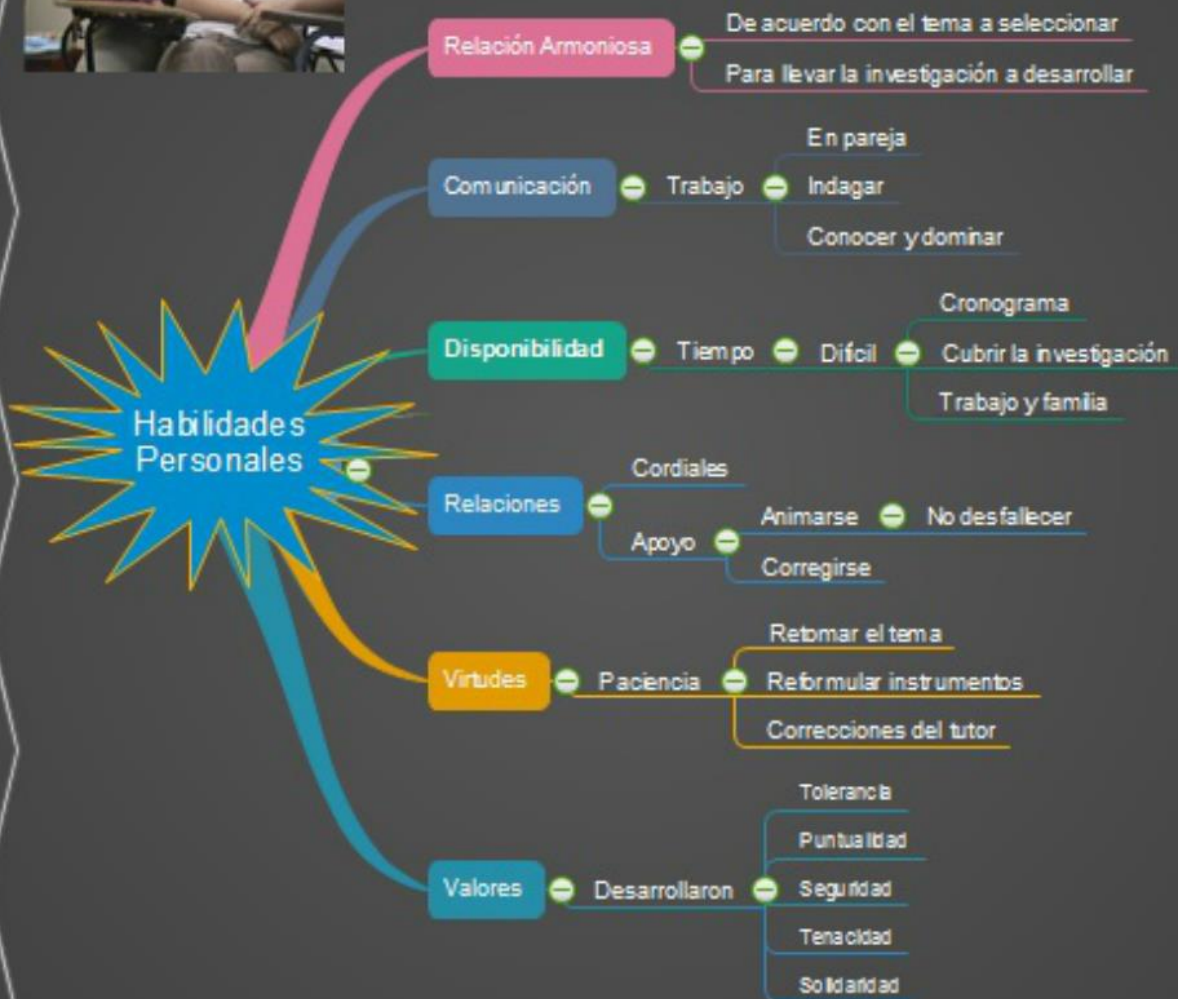 Relación Armoniosa
De acuerdo con el tema a seleccionar
Para llevar la investigación a desarrollar
Comunicación
Trabajo
En pareja
Indagar
Conocer y dominar
Disponibilidad
Tiempo
Difícil
Cronograma
Cubrir la investigación
Trabajo y familia
Habilidades
Personales
Relaciones
Cordiales
Apoyo
Animarse
No desfallecer
Corregirse
Virtudes
Paciencia
Retomar el tema
Reformular instrumentos
Correcciones del tutor
Valores
Desarrollaron
Tolerancia
Puntualidad
Seguridad
Tenacidad
Solidaridad